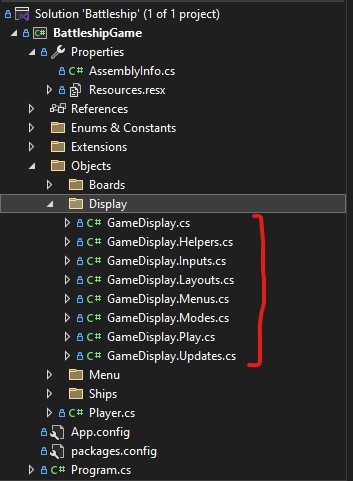 Solution 'Battleship' (1 of 1 project)
BattleshipGame
Properties
C# AssemblyInfo.cs
Resources.resx
References
Enums & Constants
Extensions
Objects
Boards
Display
C# GameDisplay.cs
C# GameDisplay.Helpers.cs
C# GameDisplay.Inputs.cs
C# GameDisplay.Layouts.cs
C# GameDisplay.Menus.cs
C# GameDisplay.Modes.cs
C# GameDisplay.Play.cs
C# GameDisplay.Updates.cs
Menu
Ships
C# Player.cs
App.config
packages.config
C# Program.cs